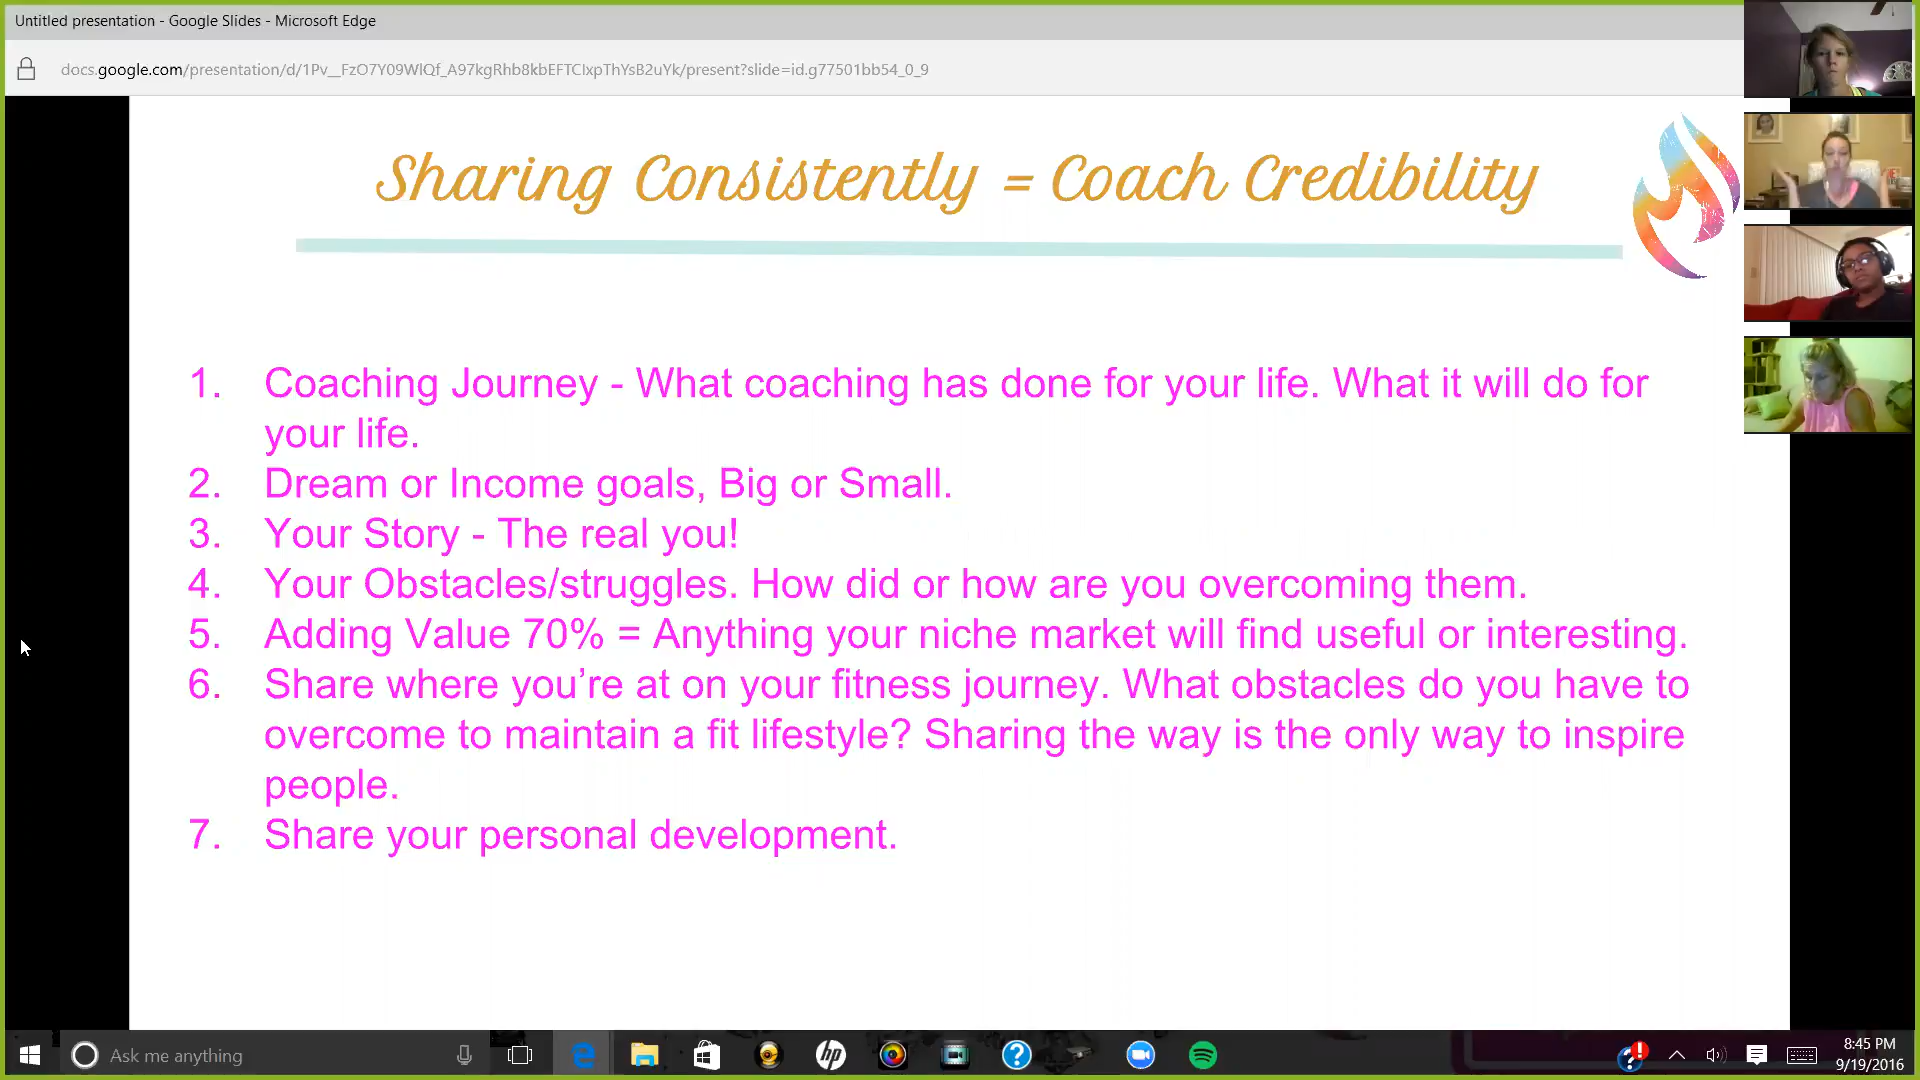 Untitled presentation - Google Slides - Microsoft Edge
docs.google.com/presentation/d/1Pv__FzO7Y09WlQf_A97kgRhb8kbEFTCIxpThYsB2uYk/present?slide=id.g77501bb54_0_9
Sharing Consistently = Coach Credibility
1. Coaching Journey - What coaching has done for your life. What it will do for
your life.
2. Dream or Income goals, Big or Small.
3. Your Story - The real you!
4. Your Obstacles/struggles. How did or how are you overcoming them.
5. Adding Value 70% = Anything your niche market will find useful or interesting.
6. Share where you’re at on your fitness journey. What obstacles do you have to
overcome to maintain a fit lifestyle? Sharing the way is the only way to inspire
people.
7. Share your personal development.
Ask me anything
hp
8:45 PM
9/19/2016